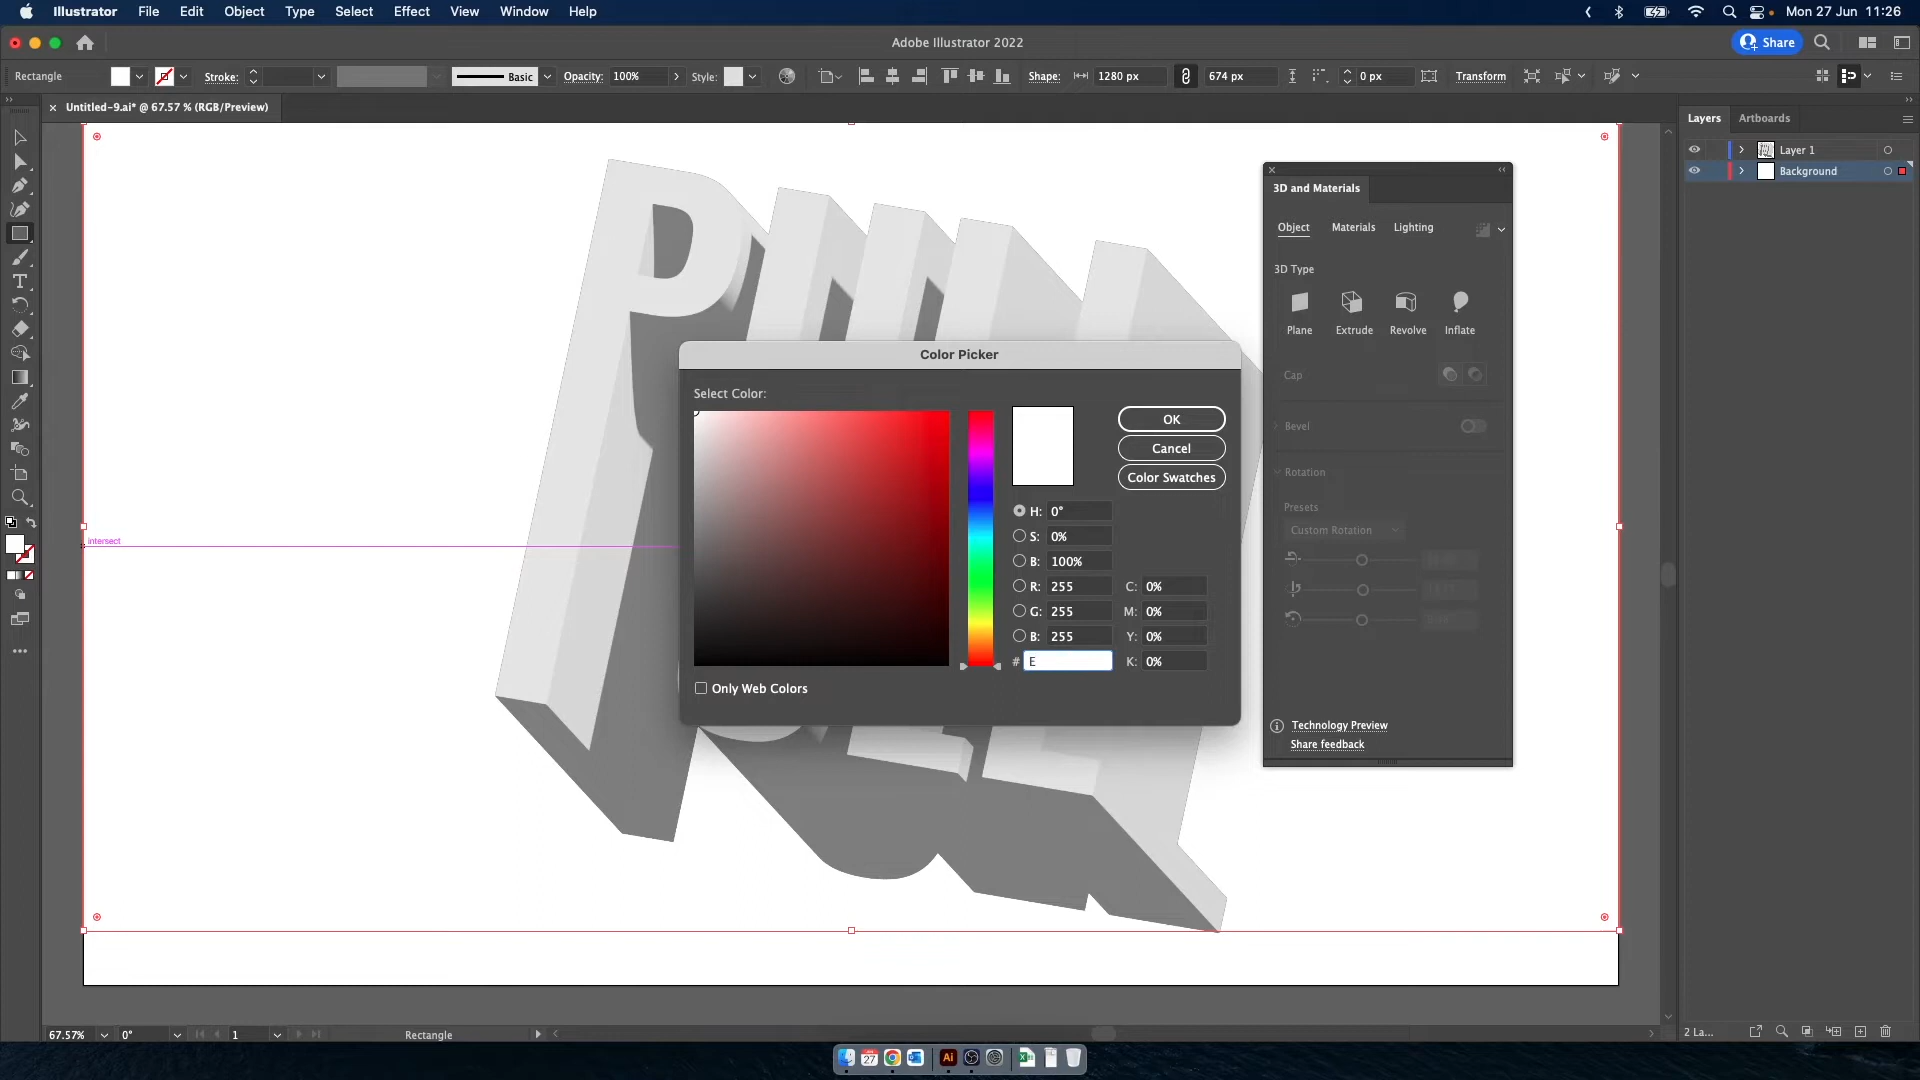 Illustrator File Edit Object Type Select Effect View Window Help Mon 27 Jun 11:26
Adobe Illustrator 2022 Share
Rectangle Stroke: Basic Opacity: 100% Style: Shape: 1280 px 674 px 0 px Transform
Untitled-9.ai* @ 67.57 % (RGB/Preview)
Layers Artboards
Layer 1
Background
3D and Materials
Object Materials Lighting
3D Type
Plane Extrude Revolve Inflate
Cap
Bevel
Rotation
Presets
Custom Rotation
Technology Preview
Share feedback
Color Picker
Select Color:
OK
Cancel
Color Swatches
H: 0°
S: 0%
B: 100%
R: 255 C: 0%
G: 255 M: 0%
B: 255 Y: 0%
# E K: 0%
Only Web Colors
intersect
67.57% 0° 1 Rectangle
2 La...
27
Ai